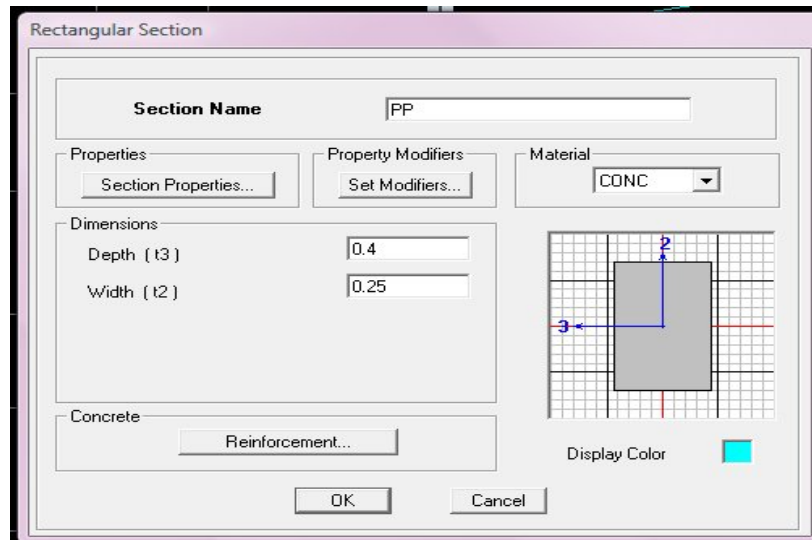 Rectangular Section
Section Name PP
Properties Property Modifiers Material
Section Properties... Set Modifiers... CONC
Dimensions
Depth ( t3 ) 0.4
Width ( t2 ) 0.25
2
3
Concrete
Reinforcement...
Display Color
OK Cancel